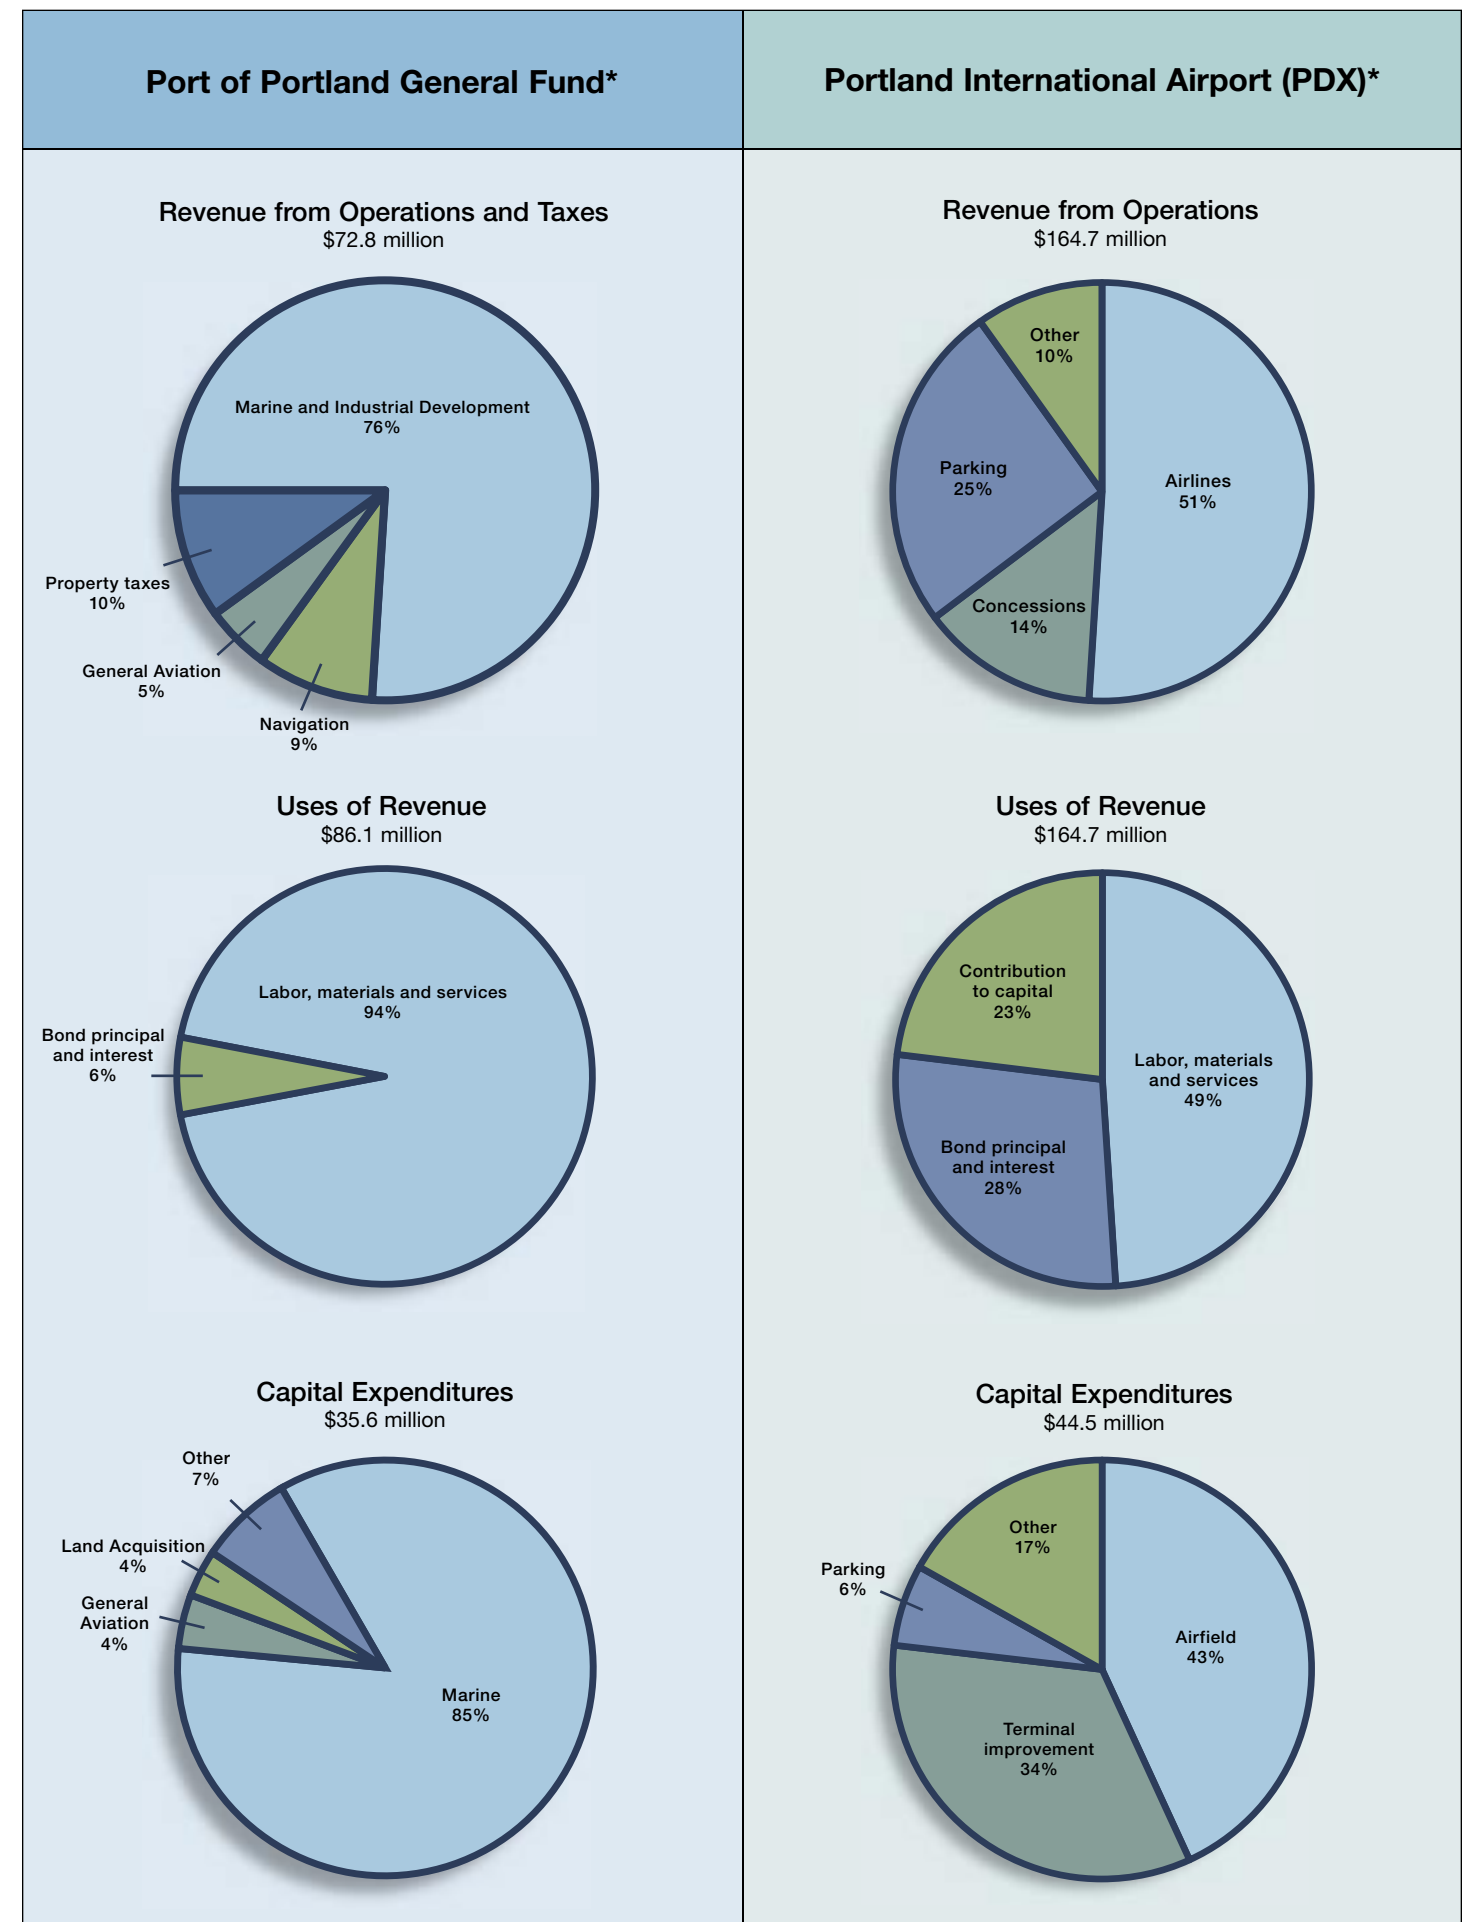 Port of Portland General Fund*
Portland International Airport (PDX)*
Revenue from Operations and Taxes
$72.8 million
Marine and Industrial Development
76%
Property taxes
10%
General Aviation
5%
Navigation
9%
Revenue from Operations
$164.7 million
Other
10%
Parking
25%
Airlines
51%
Concessions
14%
Uses of Revenue
$86.1 million
Labor, materials and services
94%
Bond principal
and interest
6%
Uses of Revenue
$164.7 million
Contribution
to capital
23%
Labor, materials
and services
49%
Bond principal
and interest
28%
Capital Expenditures
$35.6 million
Other
7%
Land Acquisition
4%
General
Aviation
4%
Marine
85%
Capital Expenditures
$44.5 million
Other
17%
Parking
6%
Airfield
43%
Terminal
improvement
34%